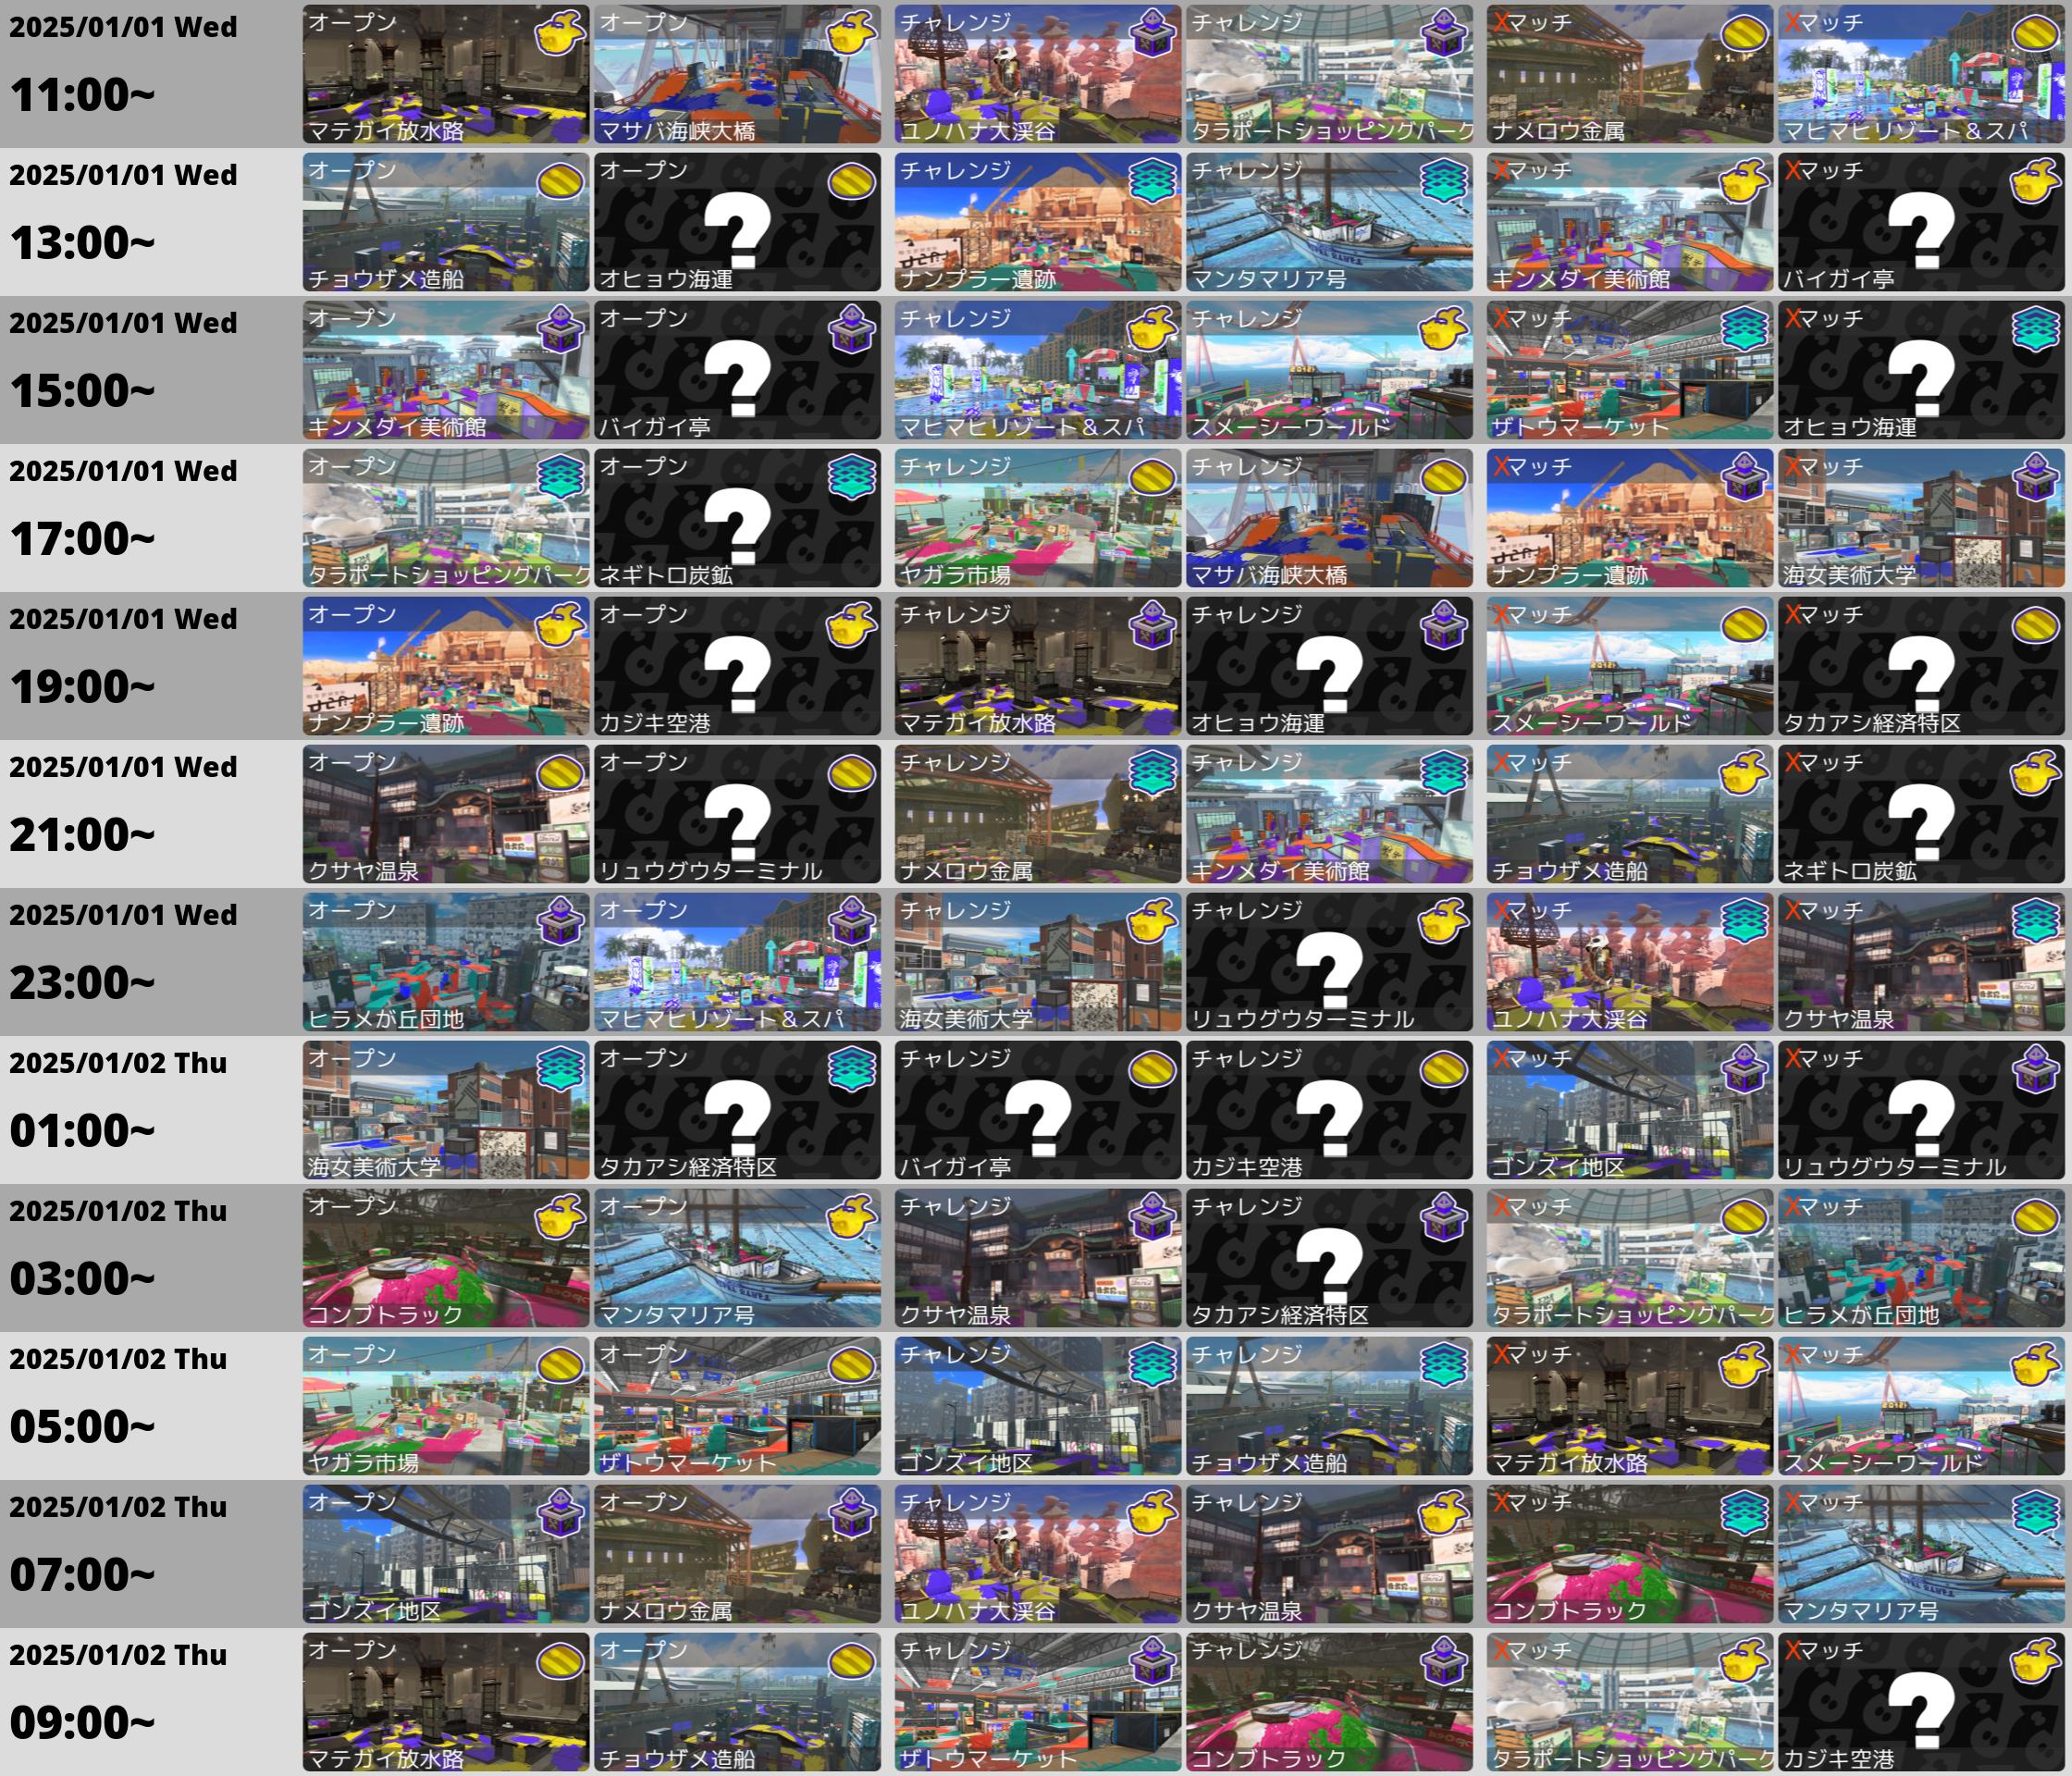 2025/01/01 Wed
11:00~
オープン オープン チャレンジ チャレンジ Xマッチ Xマッチ
マテガイ放水路 マサバ海峡大橋 ユノハナ大渓谷 タラポートショッピングパーク ナメロウ金属 マヒマヒリゾート＆スパ
2025/01/01 Wed
13:00~
オープン オープン チャレンジ チャレンジ Xマッチ Xマッチ
チョウザメ造船 オヒョウ海運 ナンプラー遺跡 マンタマリア号 キンメダイ美術館 バイガイ亭
2025/01/01 Wed
15:00~
オープン オープン チャレンジ チャレンジ Xマッチ Xマッチ
キンメダイ美術館 バイガイ亭 マヒマヒリゾート＆スパ スメーシーワールド ザトウマーケット オヒョウ海運
2025/01/01 Wed
17:00~
オープン オープン チャレンジ チャレンジ Xマッチ Xマッチ
タラポートショッピングパーク ネギトロ炭鉱 ヤガラ市場 マサバ海峡大橋 ナンプラー遺跡 海女美術大学
2025/01/01 Wed
19:00~
オープン オープン チャレンジ チャレンジ Xマッチ Xマッチ
ナンプラー遺跡 カジキ空港 マテガイ放水路 オヒョウ海運 スメーシーワールド タカアシ経済特区
2025/01/01 Wed
21:00~
オープン オープン チャレンジ チャレンジ Xマッチ Xマッチ
クサヤ温泉 リュウグウターミナル ナメロウ金属 キンメダイ美術館 チョウザメ造船 ネギトロ炭鉱
2025/01/01 Wed
23:00~
オープン オープン チャレンジ チャレンジ Xマッチ Xマッチ
ヒラメが丘団地 マヒマヒリゾート＆スパ 海女美術大学 リュウグウターミナル ユノハナ大渓谷 クサヤ温泉
2025/01/02 Thu
01:00~
オープン オープン チャレンジ チャレンジ Xマッチ Xマッチ
海女美術大学 タカアシ経済特区 バイガイ亭 カジキ空港 ゴンズイ地区 リュウグウターミナル
2025/01/02 Thu
03:00~
オープン オープン チャレンジ チャレンジ Xマッチ Xマッチ
コンブトラック マンタマリア号 クサヤ温泉 タカアシ経済特区 タラポートショッピングパーク ヒラメが丘団地
2025/01/02 Thu
05:00~
オープン オープン チャレンジ チャレンジ Xマッチ Xマッチ
ヤガラ市場 ザトウマーケット ゴンズイ地区 チョウザメ造船 マテガイ放水路 スメーシーワールド
2025/01/02 Thu
07:00~
オープン オープン チャレンジ チャレンジ Xマッチ Xマッチ
ゴンズイ地区 ナメロウ金属 ユノハナ大渓谷 クサヤ温泉 コンブトラック マンタマリア号
2025/01/02 Thu
09:00~
オープン オープン チャレンジ チャレンジ Xマッチ Xマッチ
マテガイ放水路 チョウザメ造船 ザトウマーケット コンブトラック タラポートショッピングパーク カジキ空港